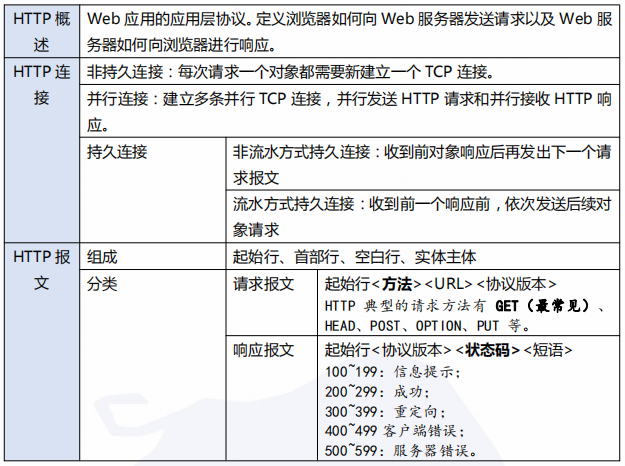 HTTP 概述
Web 应用的应用层协议。定义浏览器如何向 Web 服务器发送请求以及 Web 服
务器如何向浏览器进行响应。
HTTP 连接
非持久连接：每次请求一个对象都需要新建立一个 TCP 连接。
并行连接：建立多条并行 TCP 连接，并行发送 HTTP 请求和并行接收 HTTP 响
应。
持久连接
非流水方式持久连接：收到前对象响应后再发出下一个请
求报文
流水方式持久连接：收到前一个响应前，依次发送后续对
象请求
HTTP 报文
组成
起始行、首部行、空白行、实体主体
分类
请求报文
起始行<方法><URL><协议版本>
HTTP 典型的请求方法有 GET（最常见）、
HEAD、POST、OPTION、PUT 等。
响应报文
起始行<协议版本><状态码><短语>
100~199：信息提示；
200~299：成功；
300~399：重定向；
400~499 客户端错误；
500~599：服务器错误。